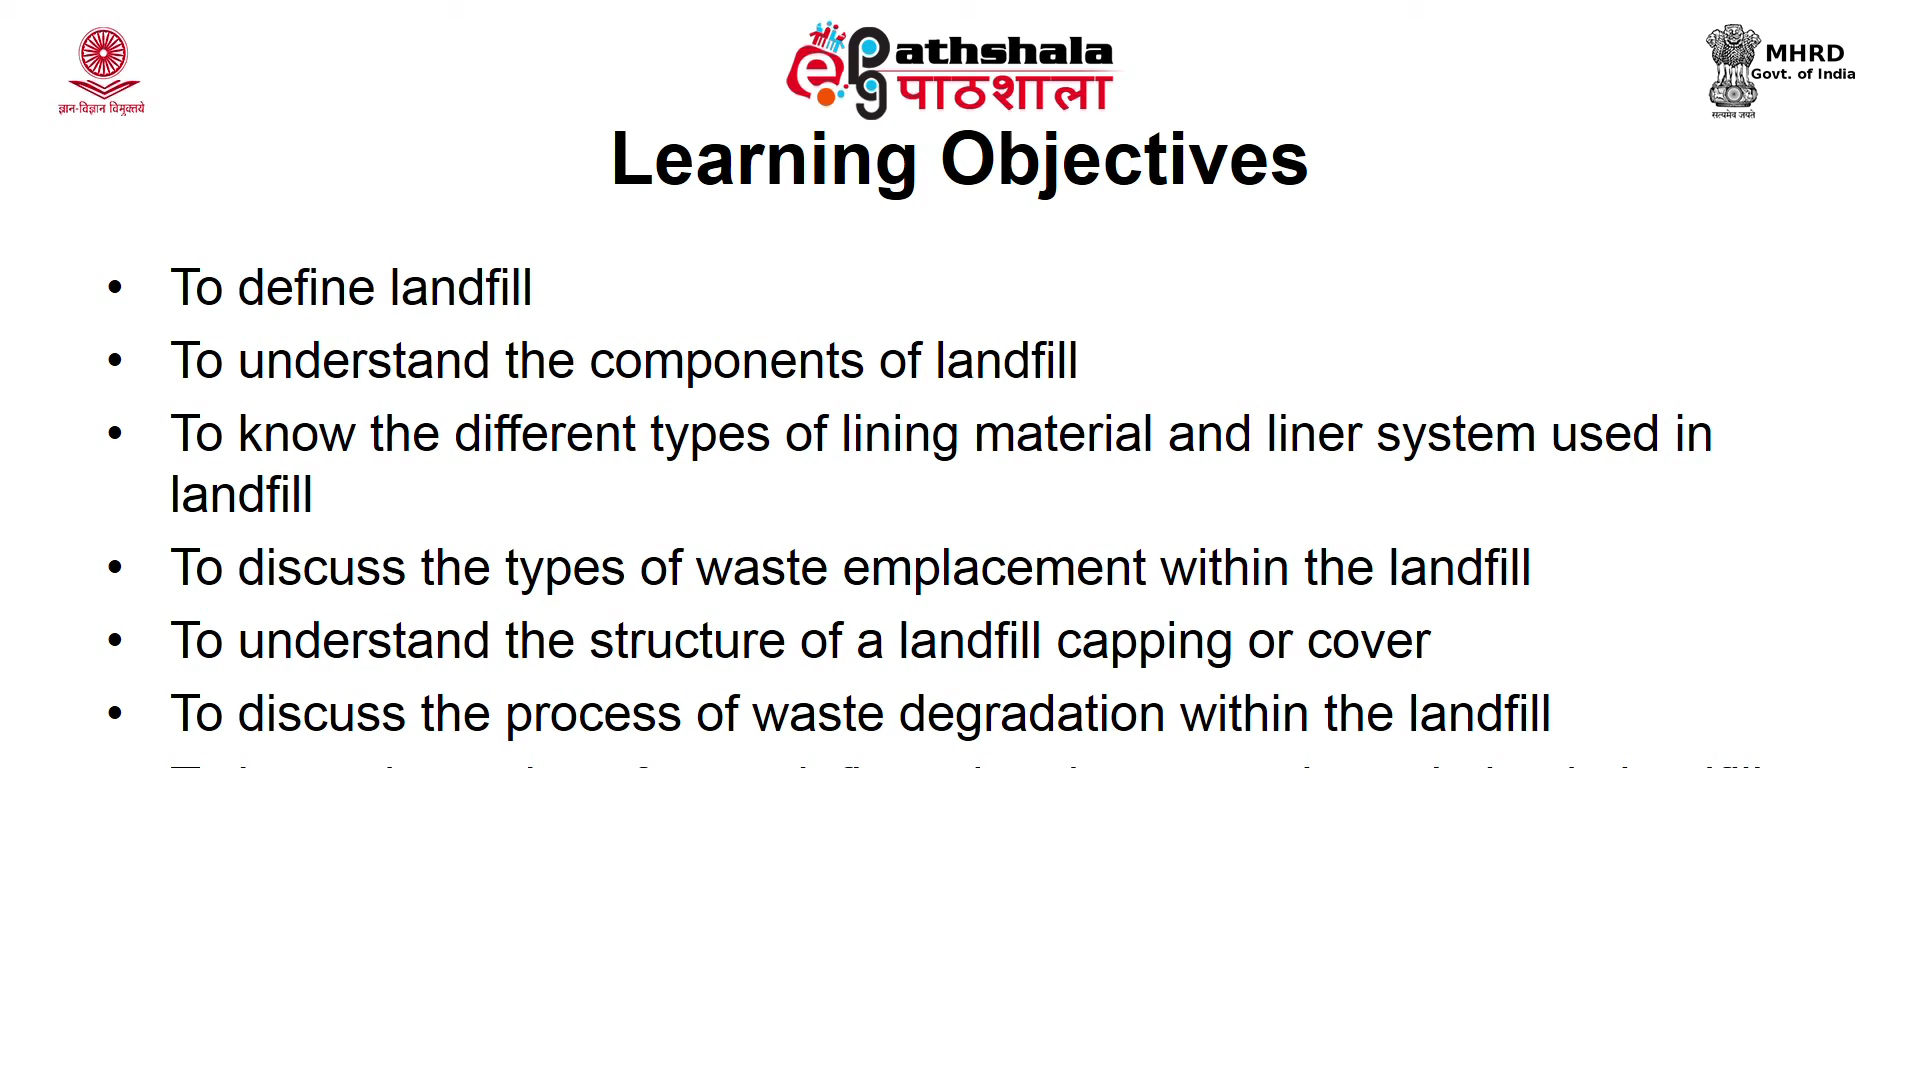 ज्ञान-विज्ञान विमुक्तये
e Pg athshala
पाठशाला
MHRD
Govt. of India
सत्यमेव जयते
Learning Objectives
• To define landfill
• To understand the components of landfill
• To know the different types of lining material and liner system used in
landfill
• To discuss the types of waste emplacement within the landfill
• To understand the structure of a landfill capping or cover
• To discuss the process of waste degradation within the landfill